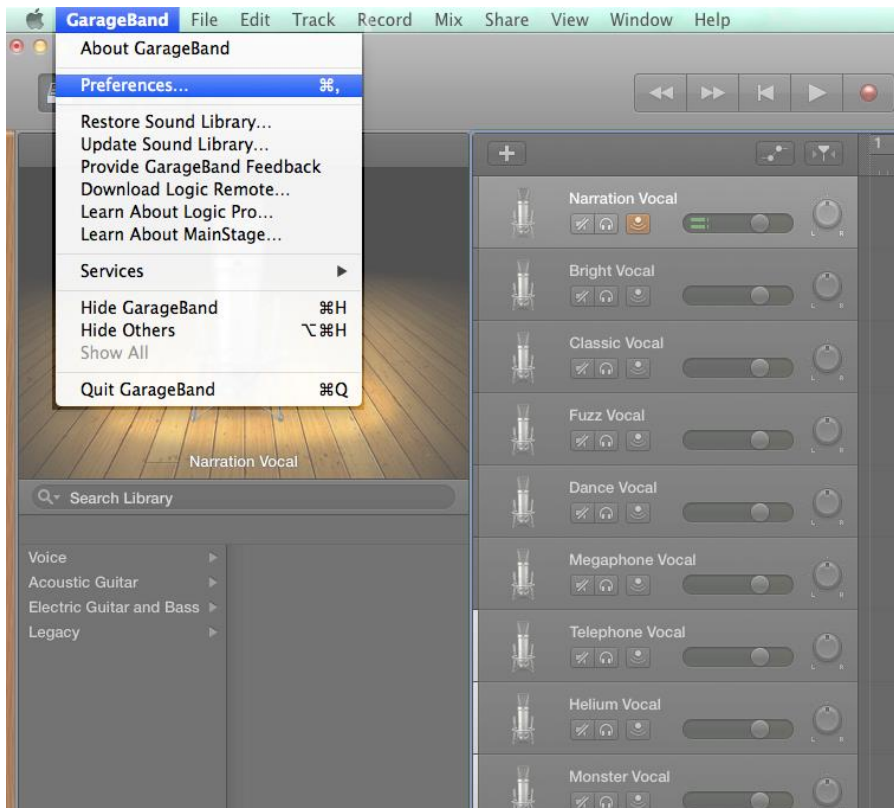 GarageBand File Edit Track Record Mix Share View Window Help
About GarageBand
Preferences... ⌘,
Restore Sound Library...
Update Sound Library...
Provide GarageBand Feedback
Download Logic Remote...
Learn About Logic Pro...
Learn About MainStage...
Services
Hide GarageBand ⌘H
Hide Others ⌥⌘H
Show All
Quit GarageBand ⌘Q
Narration Vocal
Search Library
Voice
Acoustic Guitar
Electric Guitar and Bass
Legacy
1
Narration Vocal
L R
Bright Vocal
L R
Classic Vocal
L R
Fuzz Vocal
L R
Dance Vocal
L R
Megaphone Vocal
L R
Telephone Vocal
L R
Helium Vocal
L R
Monster Vocal